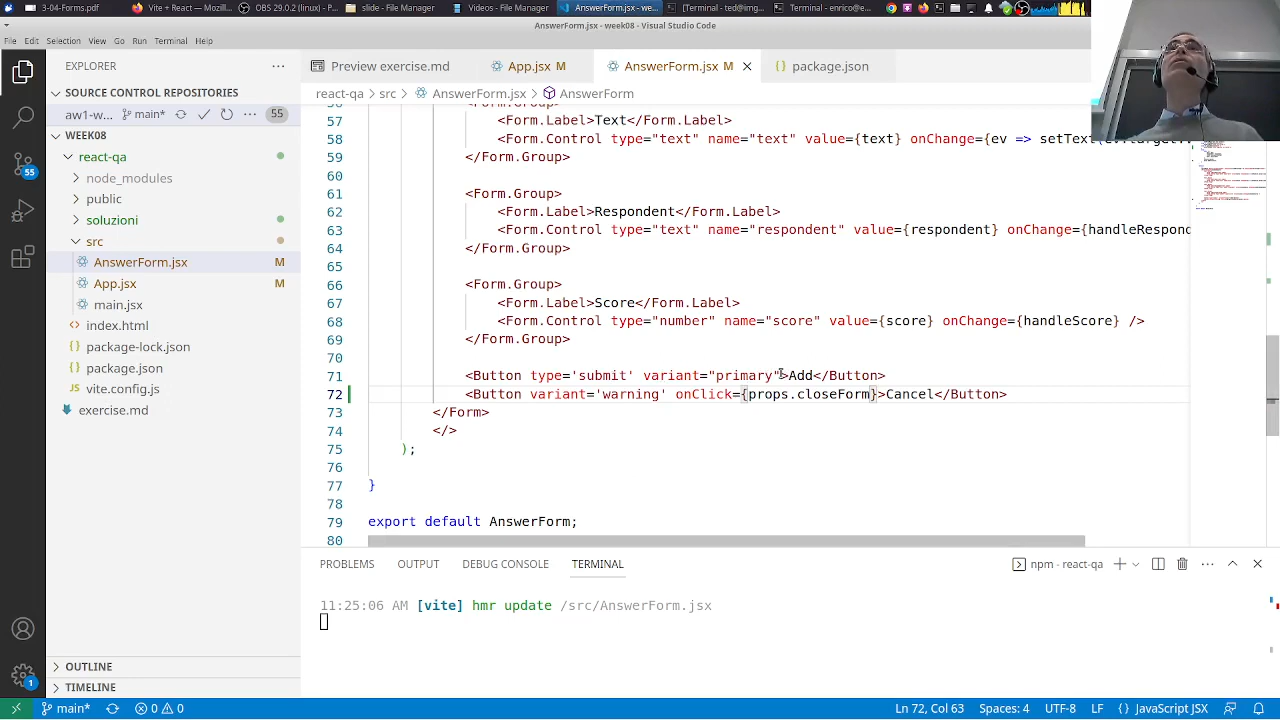 3-04-Forms.pdf
Vite + React — Mozil...
OBS 29.0.2 (linux) - P...
slide-File Manager
Videos-File Manager
AnswerForm.jsx — we...
[Terminal - ted@img...
Terminal - enrico@e...
11:25
AnswerForm.jsx - week08 - Visual Studio Code
File Edit Selection View Go Run Terminal Help
EXPLORER
Preview exercise.md
App.jsx M
AnswerForm.jsx M
package.json
SOURCE CONTROL REPOSITORIES
react-qa > src > AnswerForm.jsx > AnswerForm
aw1-w... main* 55
WEEK08
react-qa
node_modules
public
soluzioni
src
AnswerForm.jsx M
App.jsx M
main.jsx
index.html
package-lock.json
package.json
vite.config.js
exercise.md
55
56 <Form.Group>
57 <Form.Label>Text</Form.Label>
58 <Form.Control type="text" name="text" value={text} onChange={ev => setText(ev.target.
59 </Form.Group>
60
61 <Form.Group>
62 <Form.Label>Respondent</Form.Label>
63 <Form.Control type="text" name="respondent" value={respondent} onChange={handleRespond
64 </Form.Group>
65
66 <Form.Group>
67 <Form.Label>Score</Form.Label>
68 <Form.Control type="number" name="score" value={score} onChange={handleScore} />
69 </Form.Group>
70
71 <Button type='submit' variant="primary">Add</Button>
72 <Button variant='warning' onClick={props.closeForm}>Cancel</Button>
73 </Form>
74 </>
75 );
76
77 }
78
79 export default AnswerForm;
80
PROBLEMS OUTPUT DEBUG CONSOLE TERMINAL
npm - react-qa
11:25:06 AM [vite] hmr update /src/AnswerForm.jsx
OUTLINE
TIMELINE
1
main* 0 0
Ln 72, Col 63 Spaces: 4 UTF-8 LF {} JavaScript JSX